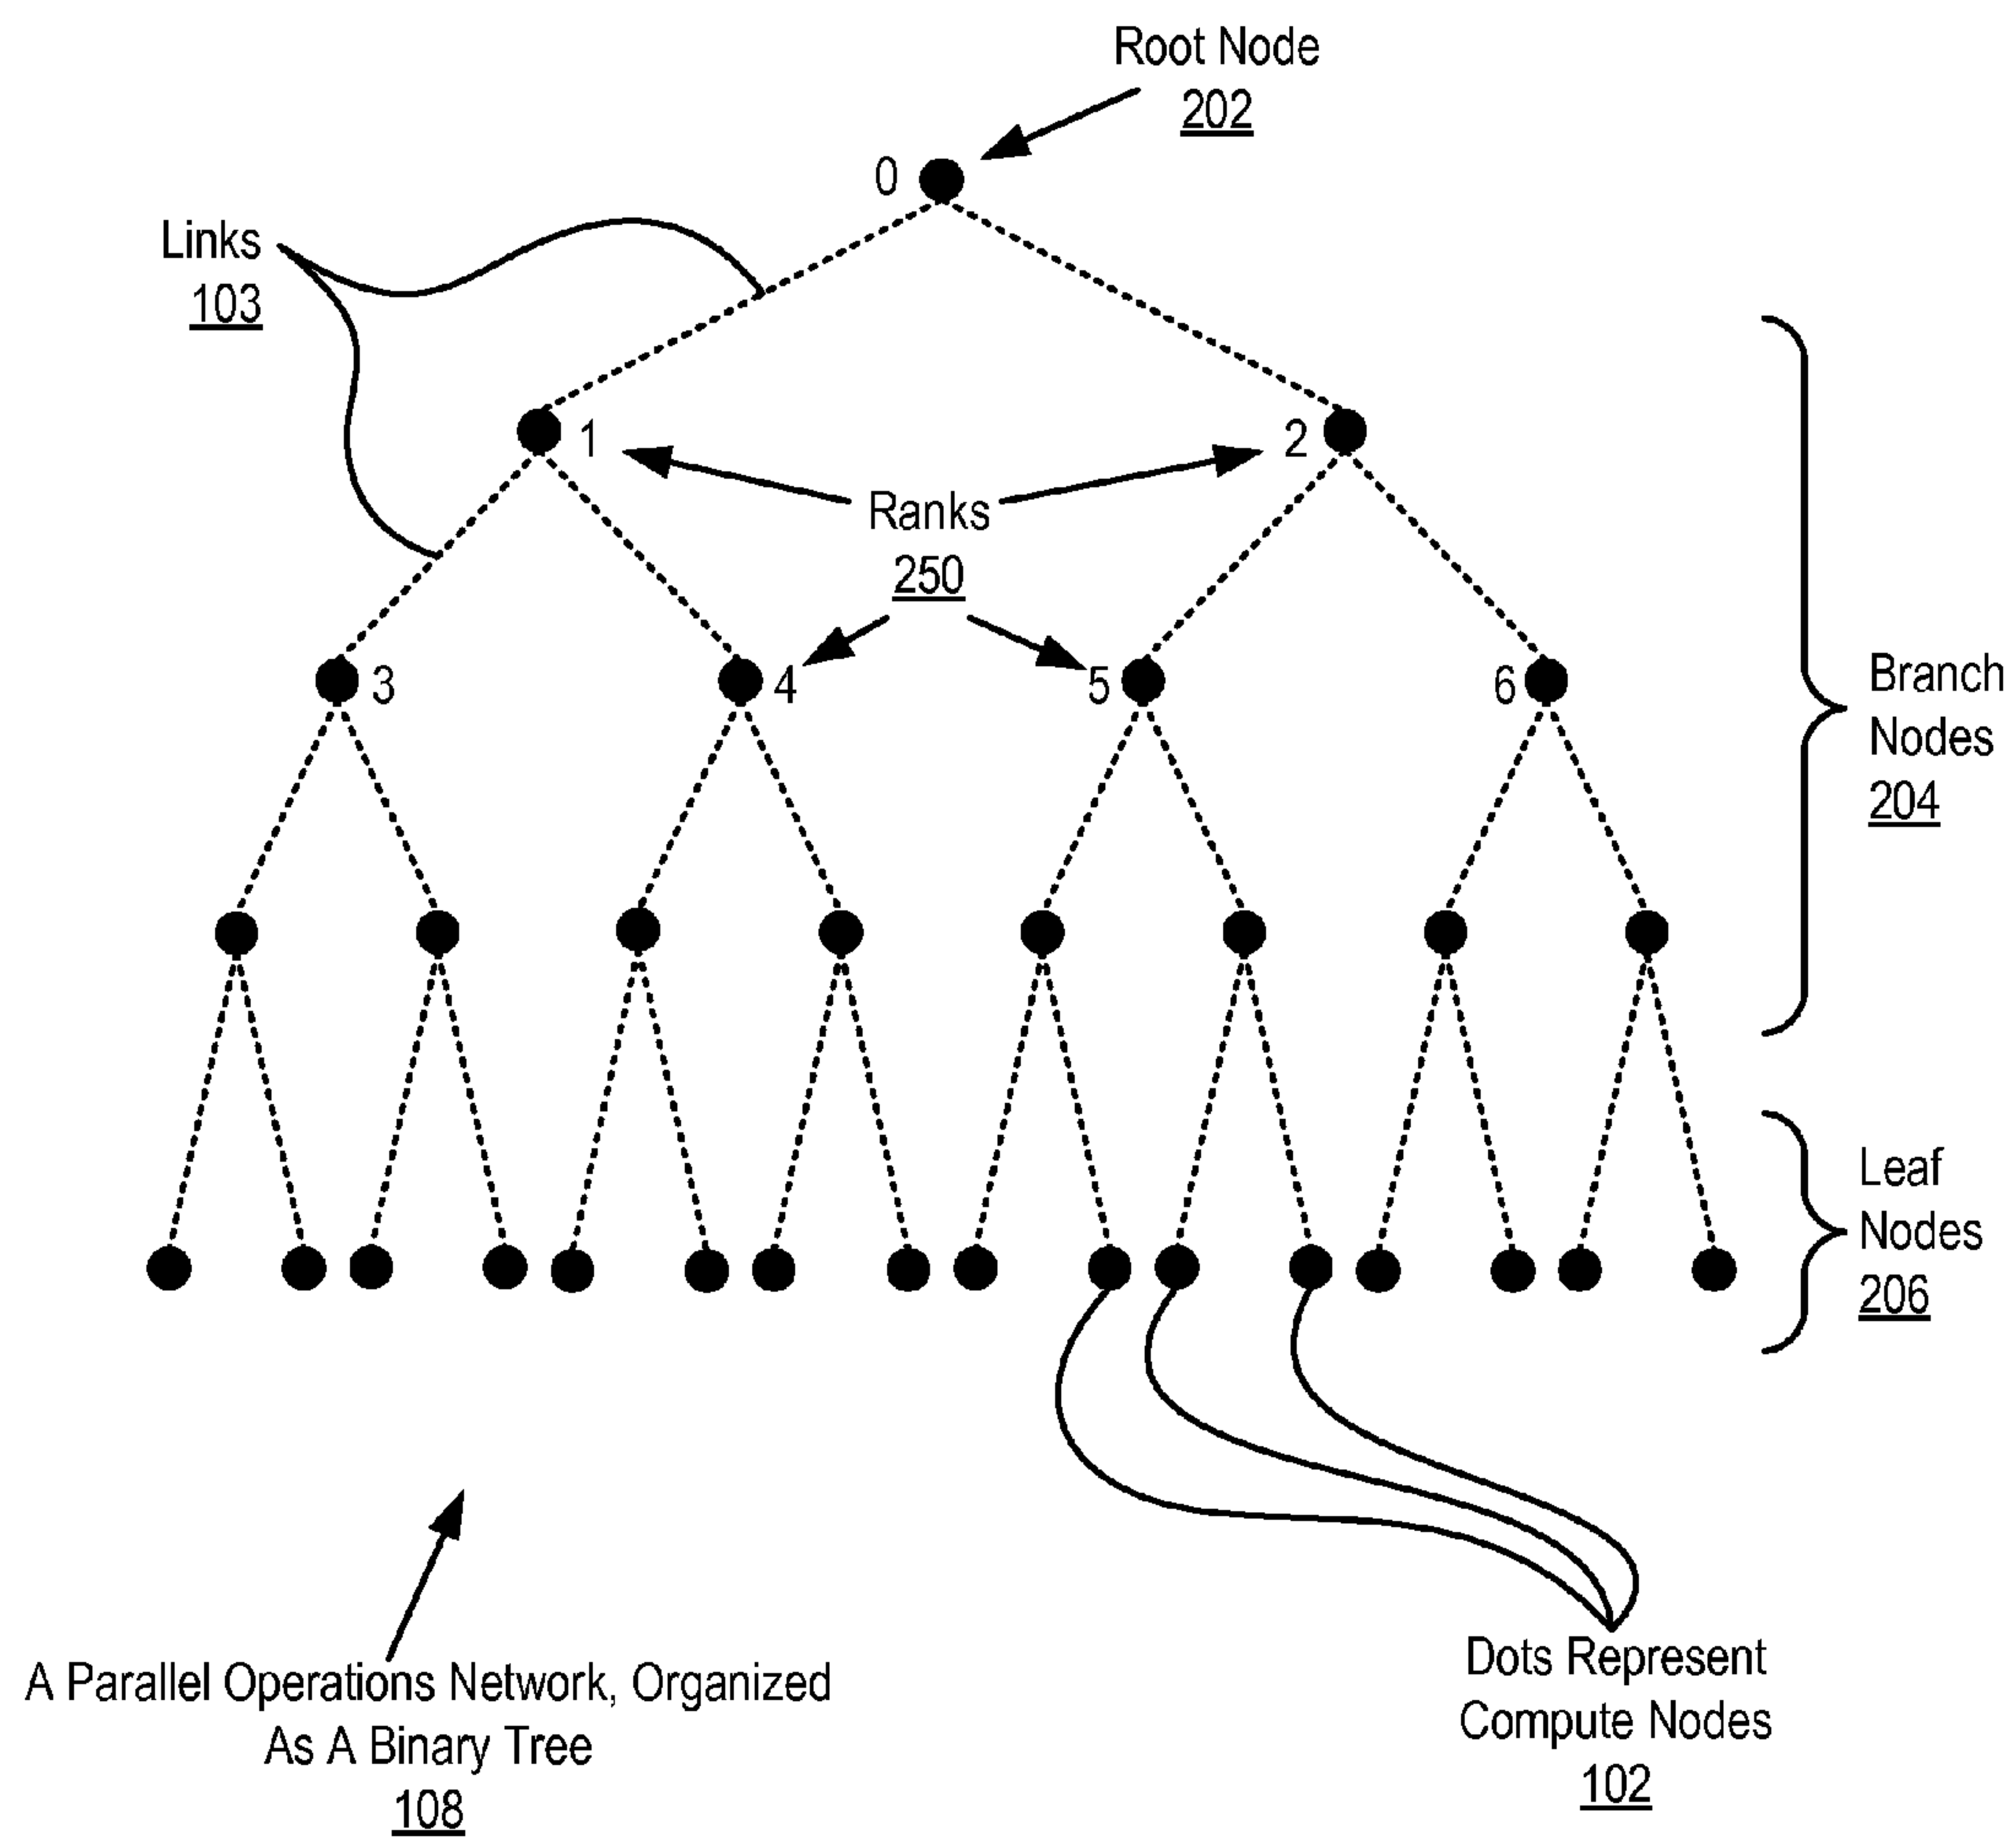 Root Node
202
0
Links
103
1
2
Ranks
250
3
4
5
6
Branch
Nodes
204
Leaf
Nodes
206
A Parallel Operations Network, Organized
As A Binary Tree
108
Dots Represent
Compute Nodes
102